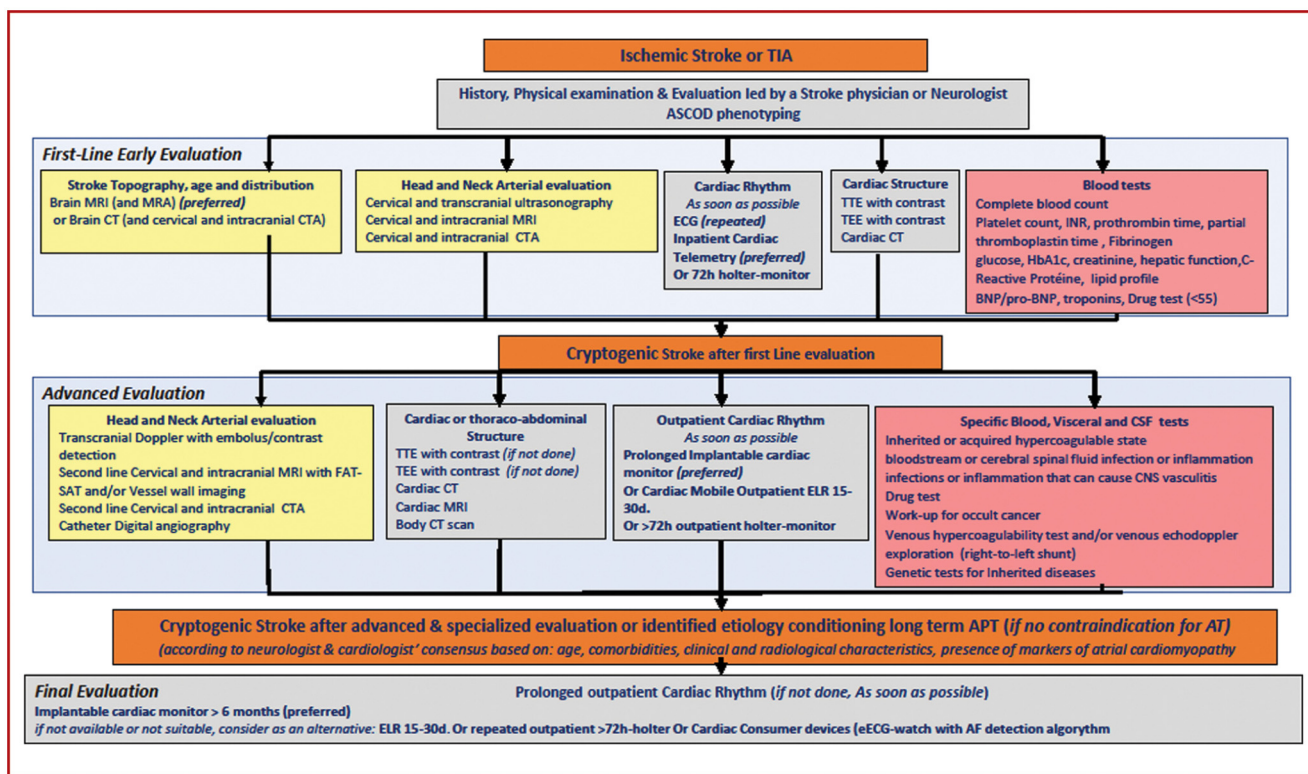 Ischemic Stroke or TIA
History, Physical examination & Evaluation led by a Stroke physician or Neurologist
ASCOD phenotyping
First-Line Early Evaluation
Stroke Topography, age and distribution
Brain MRI (and MRA) (preferred)
or Brain CT (and cervical and intracranial CTA)
Head and Neck Arterial evaluation
Cervical and transcranial ultrasonography
Cervical and intracranial MRI
Cervical and intracranial CTA
Cardiac Rhythm
As soon as possible
ECG (repeated)
Inpatient Cardiac
Telemetry (preferred)
Or 72h holter-monitor
Cardiac Structure
TTE with contrast
TEE with contrast
Cardiac CT
Blood tests
Complete blood count
Platelet count, INR, prothrombin time, partial
thromboplastin time , Fibrinogen
glucose, HbA1c, creatinine, hepatic function,C-
Reactive Protéine, lipid profile
BNP/pro-BNP, troponins, Drug test (<55)
Cryptogenic Stroke after first Line evaluation
Advanced Evaluation
Head and Neck Arterial evaluation
Transcranial Doppler with embolus/contrast
detection
Second line Cervical and intracranial MRI with FAT-
SAT and/or Vessel wall imaging
Second line Cervical and intracranial CTA
Catheter Digital angiography
Cardiac or thoraco-abdominal
Structure
TTE with contrast (if not done)
TEE with contrast (if not done)
Cardiac CT
Cardiac MRI
Body CT scan
Outpatient Cardiac Rhythm
As soon as possible
Prolonged Implantable cardiac
monitor (preferred)
Or Cardiac Mobile Outpatient ELR 15-
30d.
Or >72h outpatient holter-monitor
Specific Blood, Visceral and CSF tests
Inherited or acquired hypercoagulable state
bloodstream or cerebral spinal fluid infection or inflammation
infections or inflammation that can cause CNS vasculitis
Drug test
Work-up for occult cancer
Venous hypercoagulability test and/or venous echodoppler
exploration (right-to-left shunt)
Genetic tests for Inherited diseases
Cryptogenic Stroke after advanced & specialized evaluation or identified etiology conditioning long term APT (if no contraindication for AT)
(according to neurologist & cardiologist' consensus based on: age, comorbidities, clinical and radiological characteristics, presence of markers of atrial cardiomyopathy
Final Evaluation
Prolonged outpatient Cardiac Rhythm (if not done, As soon as possible)
Implantable cardiac monitor > 6 months (preferred)
if not available or not suitable, consider as an alternative: ELR 15-30d. Or repeated outpatient >72h-holter Or Cardiac Consumer devices (eECG-watch with AF detection algorythm